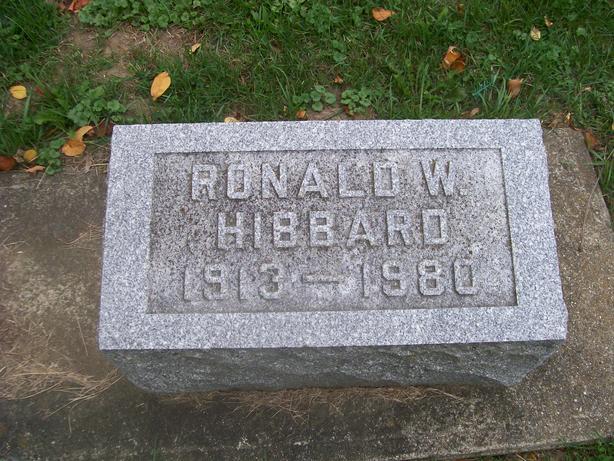 RONALD W.
HIBBARD
1913 — 1980